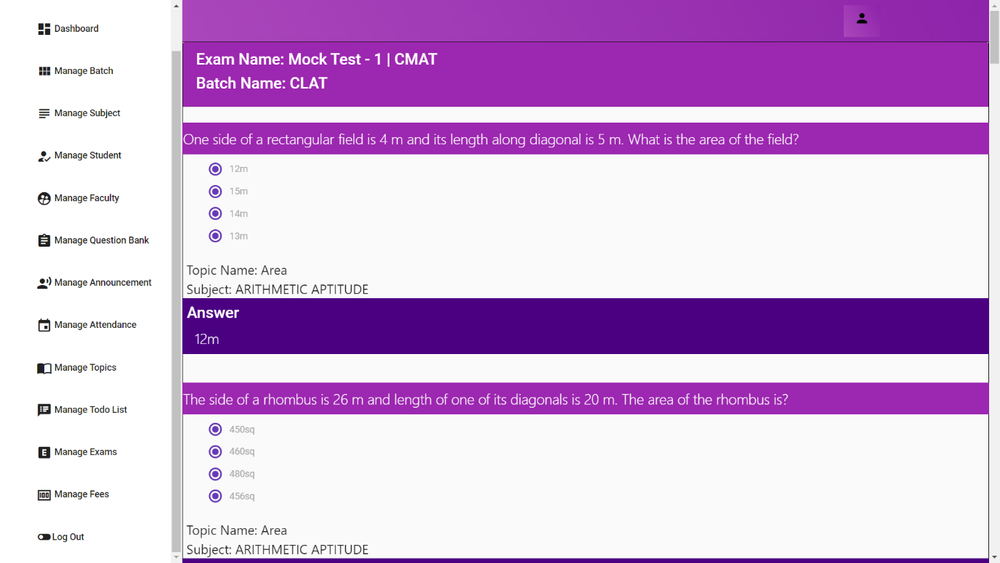 Dashboard
Manage Batch
Manage Subject
Manage Student
Manage Faculty
Manage Question Bank
Manage Announcement
Manage Attendance
Manage Topics
Manage Todo List
E Manage Exams
100 Manage Fees
Log Out
Exam Name: Mock Test - 1 | CMAT
Batch Name: CLAT
One side of a rectangular field is 4 m and its length along diagonal is 5 m. What is the area of the field?
12m
15m
14m
13m
Topic Name: Area
Subject: ARITHMETIC APTITUDE
Answer
12m
The side of a rhombus is 26 m and length of one of its diagonals is 20 m. The area of the rhombus is?
450sq
460sq
480sq
456sq
Topic Name: Area
Subject: ARITHMETIC APTITUDE